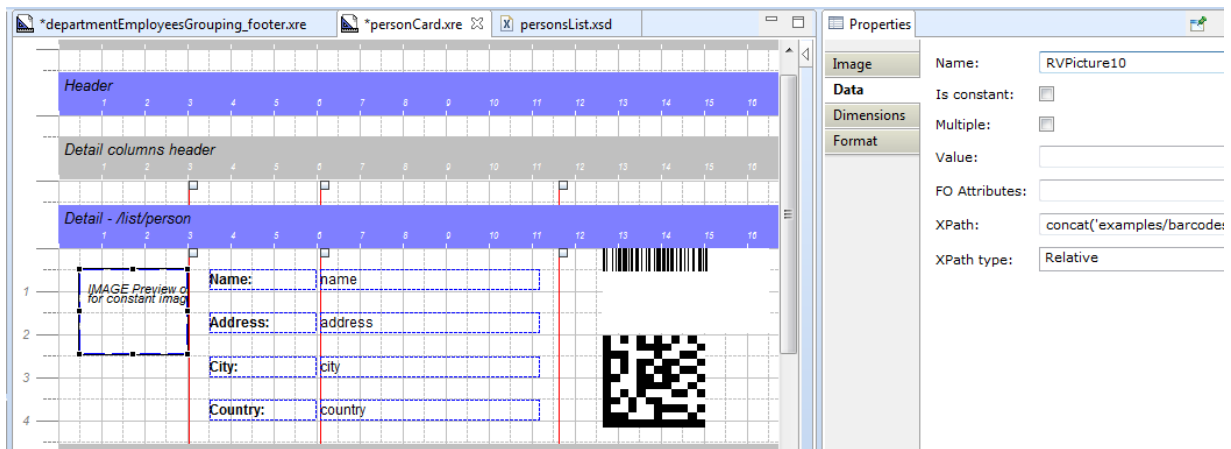 *departmentEmployeesGrouping_footer.xre
*personCard.xre
personsList.xsd
Header
1 2 3 4 5 6 7 8 9 10 11 12 13 14 15 16
Detail columns header
1 2 3 4 5 6 7 8 9 10 11 12 13 14 15 16
Detail - /list/person
1 2 3 4 5 6 7 8 9 10 11 12 13 14 15 16
IMAGE Preview o
for constant imag
Name: name
Address: address
City: city
Country: country
1
2
3
4
Properties
Image
Data
Dimensions
Format
Name: RVPicture10
Is constant:
Multiple:
Value:
FO Attributes:
XPath: concat('examples/barcodes
XPath type: Relative